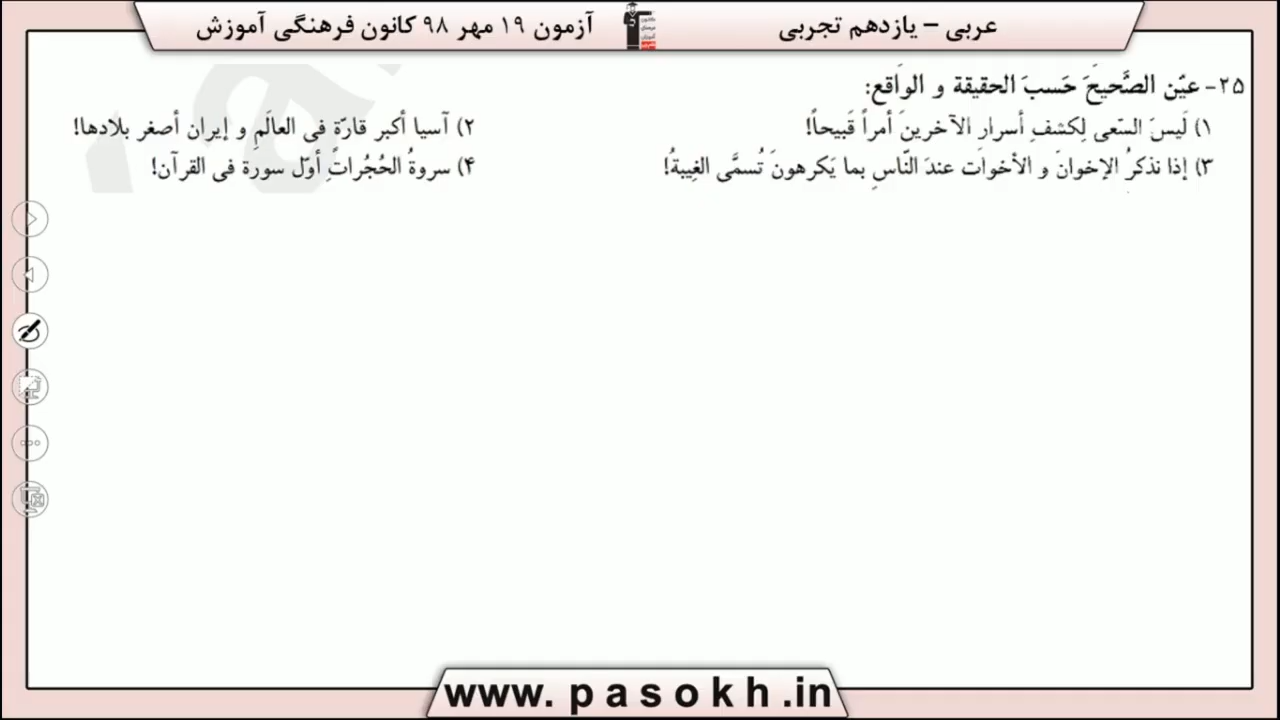 عربی – یازدهم تجربی
آزمون ۱۹ مهر ۹۸ کانون فرهنگی آموزش
۲۵- عیّن الصَّحیحَ حَسبَ الحقیقة و الواقع:
۱) لَیسَ السّعی لِکشفِ أسرار الآخرینَ أمراً قَبیحاً!
۲) آسیا أکبر قارّة فی العالَمِ و إیران أصغر بلادها!
۳) إذا نذکرُ الإخوانَ و الأخوات عندَ النّاسِ بما یَکرهونَ تُسمَّی الغِیبةُ!
۴) سروةُ الحُجُراتِ أوّل سورة فی القرآن!
www. p a s o k h .in